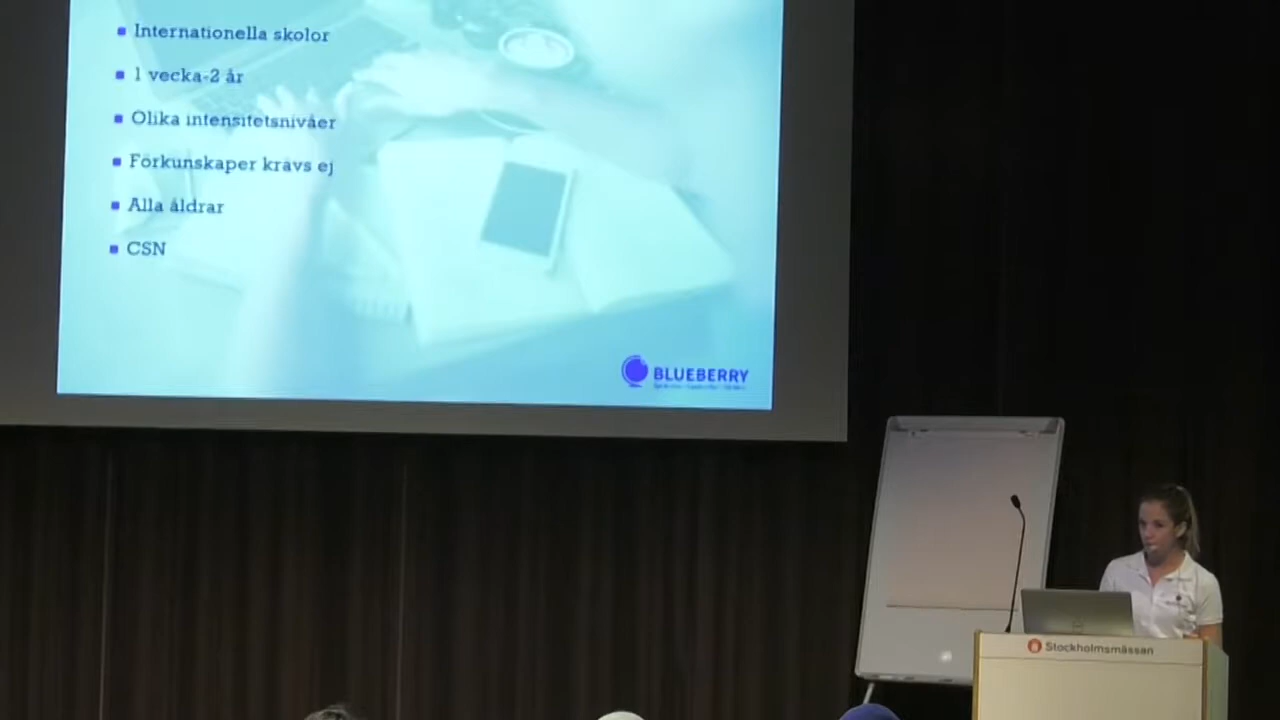 Internationella skolor
1 vecka-2 år
Olika intensitetsnivåer
Förkunskaper krävs ej
Alla åldrar
CSN
BLUEBERRY
Stockholmsmässan